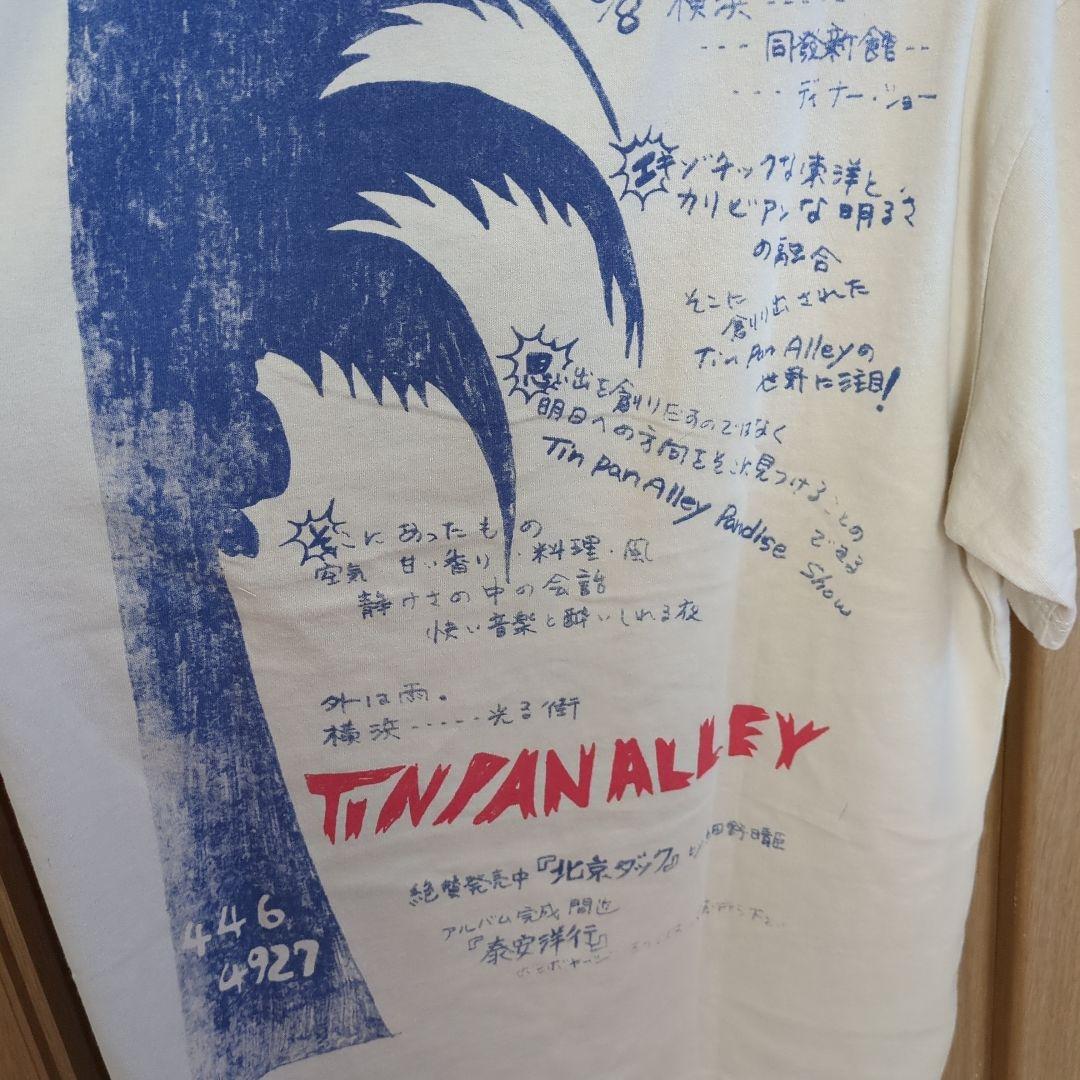 /8 横浜-----
---同發新館--
---ディナー・ショー
エキゾチックな東洋と、
カリビアンな明るさ
の融合
そこに
創り出された
Tin Pan Alleyの
世界に注目!
思い出を創り出すのではなく
明日への方向をそこに見つけることの
である
Tin Pan Alley Paradise Show
そこにあったもの
空気 甘い香り・料理・風
静けさの中の会話
快い音楽と酔いしれる夜
外は雨。
横浜-----光る街
TiN PAN ALLEY
絶賛発売中『北京ダック』 細野晴臣
アルバム完成間近
『泰安洋行』
446
4927